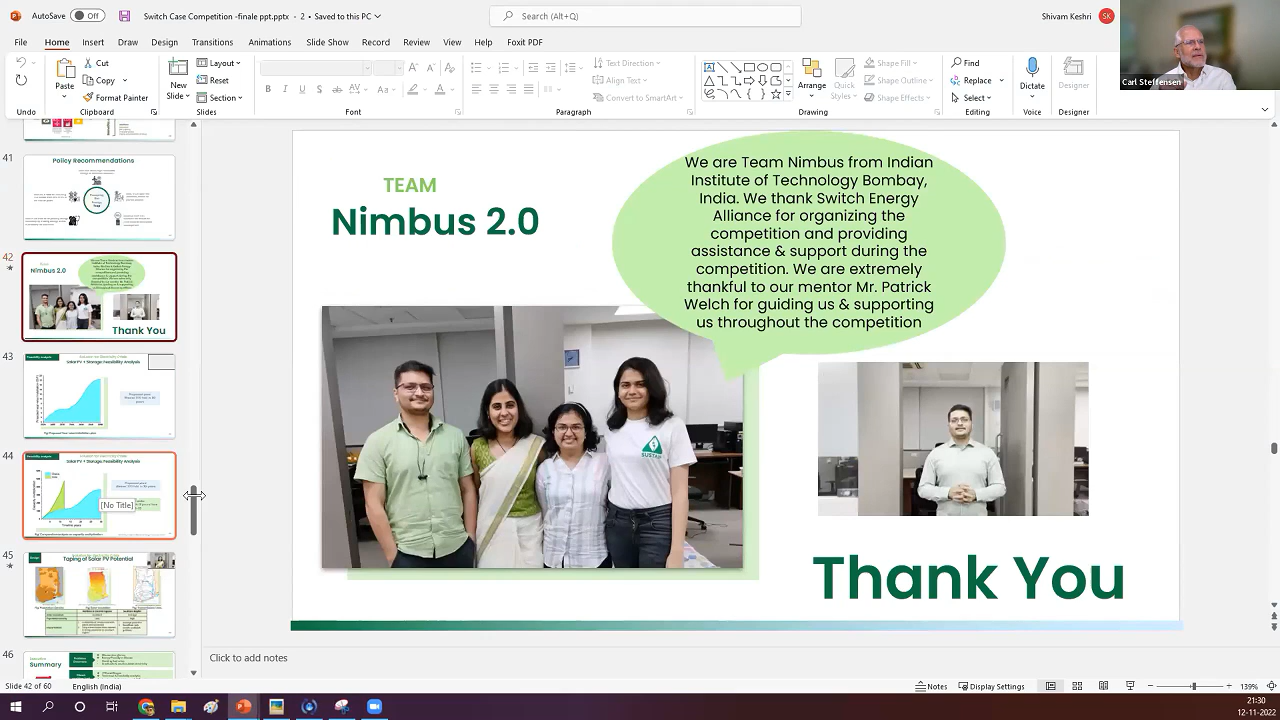 AutoSave Off Switch Case Competition -finale ppt.pptx - 2 • Saved to this PC Search (Alt+Q) Shivam Keshri SK
File Home Insert Draw Design Transitions Animations Slide Show Record Review View Help Foxit PDF
Carl Steffensen
Paste Cut Copy Format Painter
New Slide Layout Reset Section
Text Direction Align Text Convert to SmartArt
Arrange Quick Styles Shape Fill Shape Outline Shape Effects
Find Replace Select
Dictate Designer
Undo Clipboard Slides Font Paragraph Drawing Editing Voice Designer
41
Policy Recommendations
42
Nimbus 2.0
Thank You
43
Solar PV + Storage: Feasibility Analysis
44
Solar PV + Storage: Feasibility Analysis
[No Title]
45
Taping of Solar PV Potential
46
Summary
TEAM
Nimbus 2.0
We are Team Nimbus from Indian
Institute of Technology Bombay,
India. We thank Switch Energy
Alliance for organizing the
competition and providing
assistance & support during the
competition. We are extremely
thankful to our mentor Mr. Patrick
Welch for guiding us & supporting
us throughout the competition
Thank You
Click to add notes
Slide 42 of 60 English (India) Notes Display Settings 139%
21:30
12-11-2022